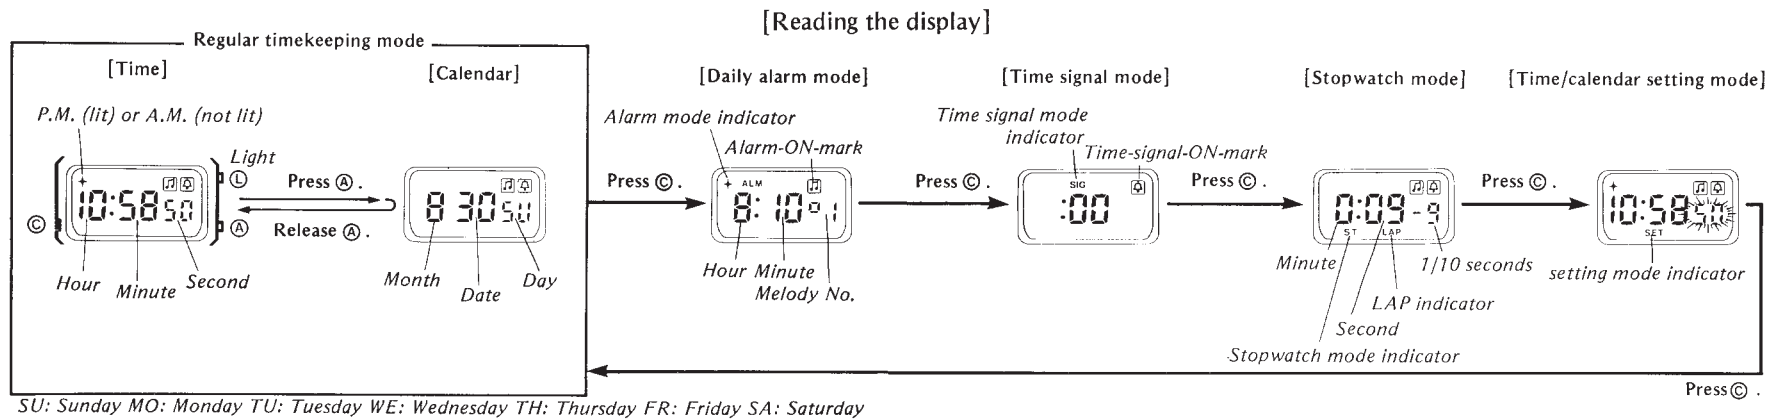 [Reading the display]
Regular timekeeping mode
[Time]
[Calendar]
P.M. (lit) or A.M. (not lit)
Light
Ⓛ
10:58 50
Ⓒ
Ⓐ
Hour
Minute
Second
Press Ⓐ.
Release Ⓐ.
8 30 SU
Month
Date
Day
Press Ⓒ.
[Daily alarm mode]
Alarm mode indicator
Alarm-ON-mark
ALM
8:10 01
Hour
Minute
Melody No.
Press Ⓒ.
[Time signal mode]
Time signal mode
indicator
Time-signal-ON-mark
SIG
:00
Press Ⓒ.
[Stopwatch mode]
0:09-9
ST LAP
Minute
1/10 seconds
LAP indicator
Second
Stopwatch mode indicator
Press Ⓒ.
[Time/calendar setting mode]
10:58 50
SET
setting mode indicator
Press Ⓒ.
SU: Sunday MO: Monday TU: Tuesday WE: Wednesday TH: Thursday FR: Friday SA: Saturday